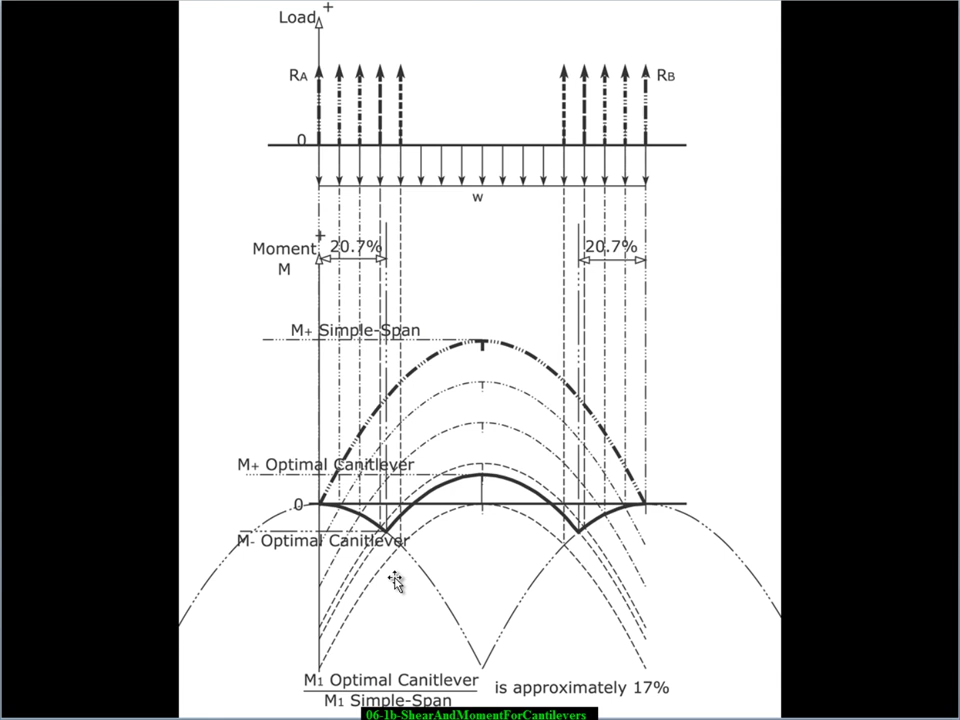 Load +
RA
RB
0
w
+
Moment
M
20.7%
20.7%
M+ Simple-Span
M+ Optimal Canitlever
0
M- Optimal Canitlever
M1 Optimal Canitlever
M1 Simple-Span
is approximately 17%
06-1b-ShearAndMomentForCantilevers